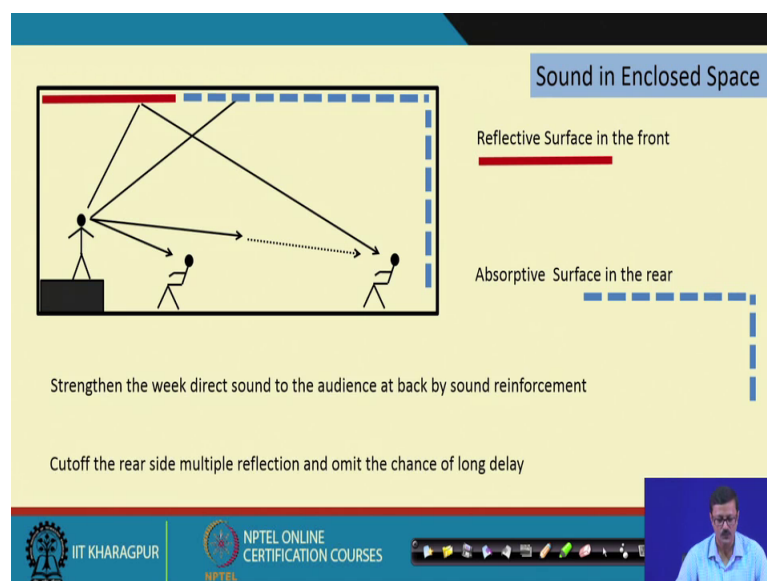 Sound in Enclosed Space
Reflective Surface in the front
Absorptive Surface in the rear
Strengthen the week direct sound to the audience at back by sound reinforcement
Cutoff the rear side multiple reflection and omit the chance of long delay
IIT KHARAGPUR
NPTEL
NPTEL ONLINE
CERTIFICATION COURSES